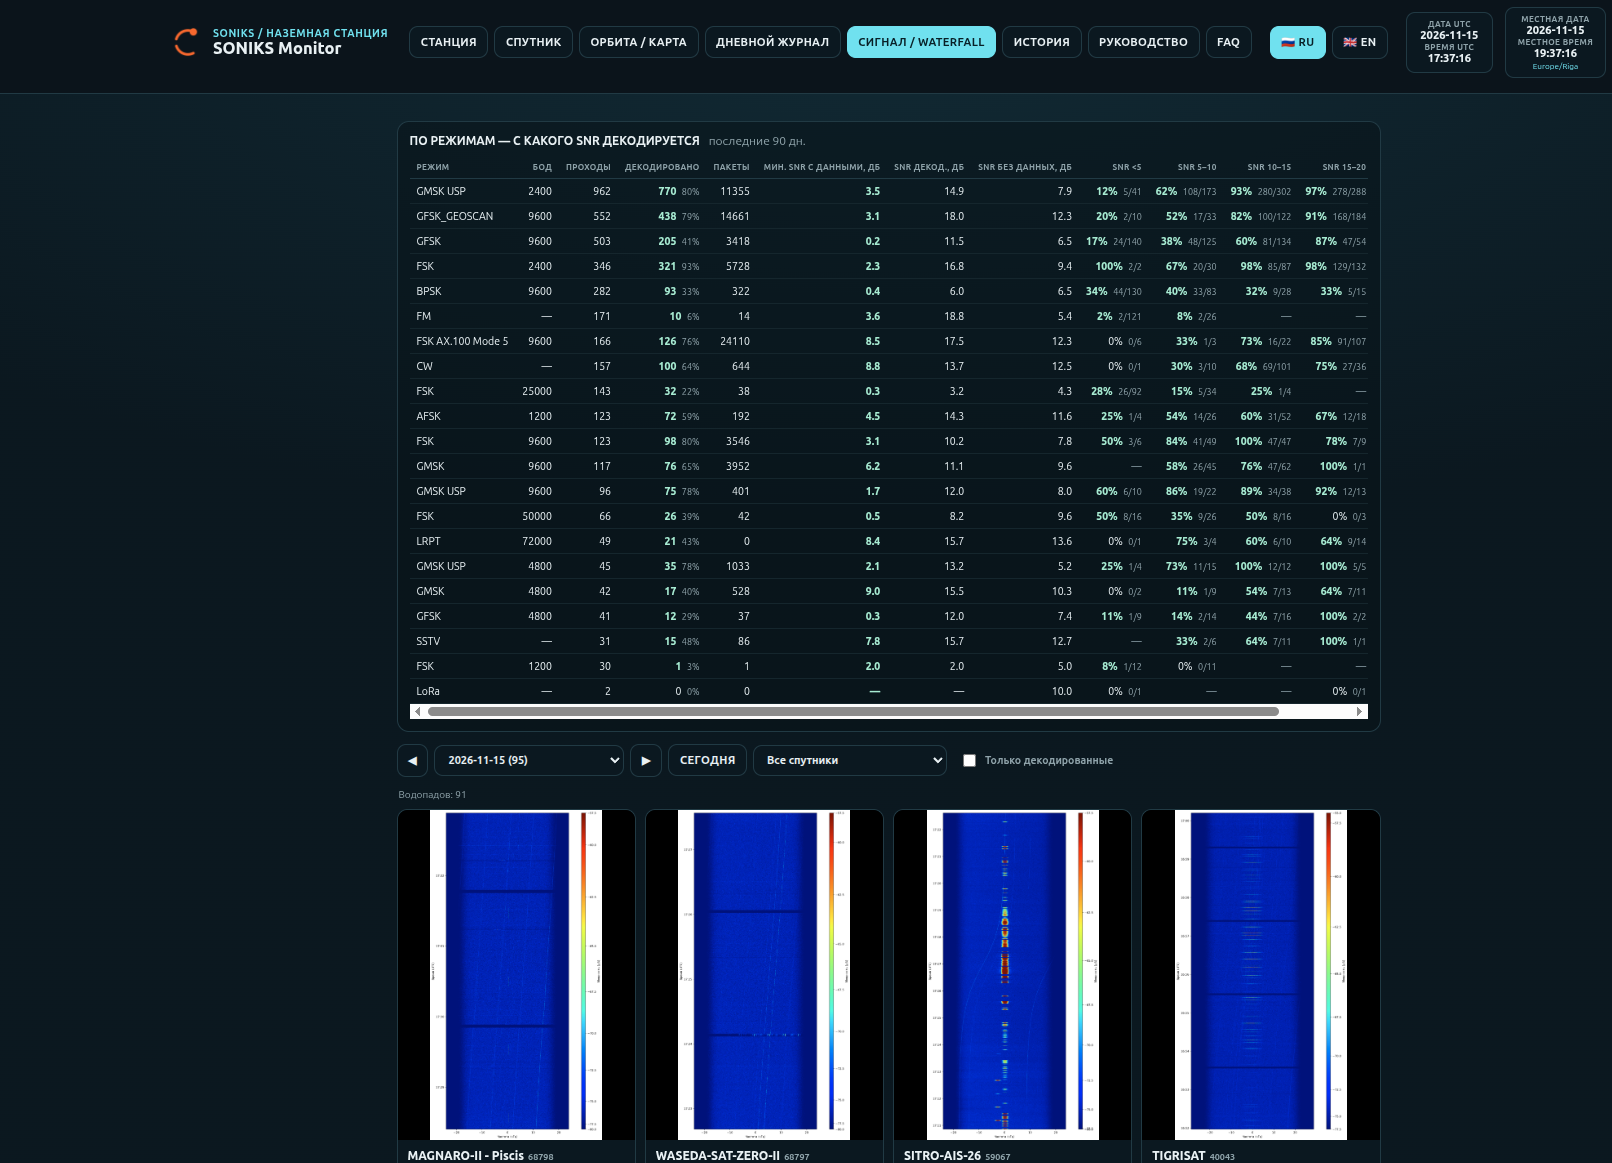 SONIKS / НАЗЕМНАЯ СТАНЦИЯ
SONIKS Monitor
СТАНЦИЯ СПУТНИК ОРБИТА / КАРТА ДНЕВНОЙ ЖУРНАЛ СИГНАЛ / WATERFALL ИСТОРИЯ РУКОВОДСТВО FAQ RU EN
ДАТА UTC
2026-11-15
ВРЕМЯ UTC
17:37:16
МЕСТНАЯ ДАТА
2026-11-15
МЕСТНОЕ ВРЕМЯ
19:37:16
Europe/Riga
ПО РЕЖИМАМ — С КАКОГО SNR ДЕКОДИРУЕТСЯ последние 90 дн.
РЕЖИМ БОД ПРОХОДЫ ДЕКОДИРОВАНО ПАКЕТЫ МИН. SNR С ДАННЫМИ, ДБ SNR ДЕКОД., ДБ SNR БЕЗ ДАННЫХ, ДБ SNR <5 SNR 5–10 SNR 10–15 SNR 15–20
GMSK USP 2400 962 770 80% 11355 3.5 14.9 7.9 12% 5/41 62% 108/173 93% 280/302 97% 278/288
GFSK_GEOSCAN 9600 552 438 79% 14661 3.1 18.0 12.3 20% 2/10 52% 17/33 82% 100/122 91% 168/184
GFSK 9600 503 205 41% 3418 0.2 11.5 6.5 17% 24/140 38% 48/125 60% 81/134 87% 47/54
FSK 2400 346 321 93% 5728 2.3 16.8 9.4 100% 2/2 67% 20/30 98% 85/87 98% 129/132
BPSK 9600 282 93 33% 322 0.4 6.0 6.5 34% 44/130 40% 33/83 32% 9/28 33% 5/15
FM — 171 10 6% 14 3.6 18.8 5.4 2% 2/121 8% 2/26 — —
FSK AX.100 Mode 5 9600 166 126 76% 24110 8.5 17.5 12.3 0% 0/6 33% 1/3 73% 16/22 85% 91/107
CW — 157 100 64% 644 8.8 13.7 12.5 0% 0/1 30% 3/10 68% 69/101 75% 27/36
FSK 25000 143 32 22% 38 0.3 3.2 4.3 28% 26/92 15% 5/34 25% 1/4 —
AFSK 1200 123 72 59% 192 4.5 14.3 11.6 25% 1/4 54% 14/26 60% 31/52 67% 12/18
FSK 9600 123 98 80% 3546 3.1 10.2 7.8 50% 3/6 84% 41/49 100% 47/47 78% 7/9
GMSK 9600 117 76 65% 3952 6.2 11.1 9.6 — 58% 26/45 76% 47/62 100% 1/1
GMSK USP 9600 96 75 78% 401 1.7 12.0 8.0 60% 6/10 86% 19/22 89% 34/38 92% 12/13
FSK 50000 66 26 39% 42 0.5 8.2 9.6 50% 8/16 35% 9/26 50% 8/16 0% 0/3
LRPT 72000 49 21 43% 0 8.4 15.7 13.6 0% 0/1 75% 3/4 60% 6/10 64% 9/14
GMSK USP 4800 45 35 78% 1033 2.1 13.2 5.2 25% 1/4 73% 11/15 100% 12/12 100% 5/5
GMSK 4800 42 17 40% 528 9.0 15.5 10.3 0% 0/2 11% 1/9 54% 7/13 64% 7/11
GFSK 4800 41 12 29% 37 0.3 12.0 7.4 11% 1/9 14% 2/14 44% 7/16 100% 2/2
SSTV — 31 15 48% 86 7.8 15.7 12.7 — 33% 2/6 64% 7/11 100% 1/1
FSK 1200 30 1 3% 1 2.0 2.0 5.0 8% 1/12 0% 0/11 — —
LoRa — 2 0 0% 0 — — 10.0 0% 0/1 — — 0% 0/1
◀ 2026-11-15 (95) ▶ СЕГОДНЯ Все спутники Только декодированные
Водопадов: 91
MAGNARO-II - Piscis 68798
WASEDA-SAT-ZERO-II 68797
SITRO-AIS-26 59067
TIGRISAT 40043